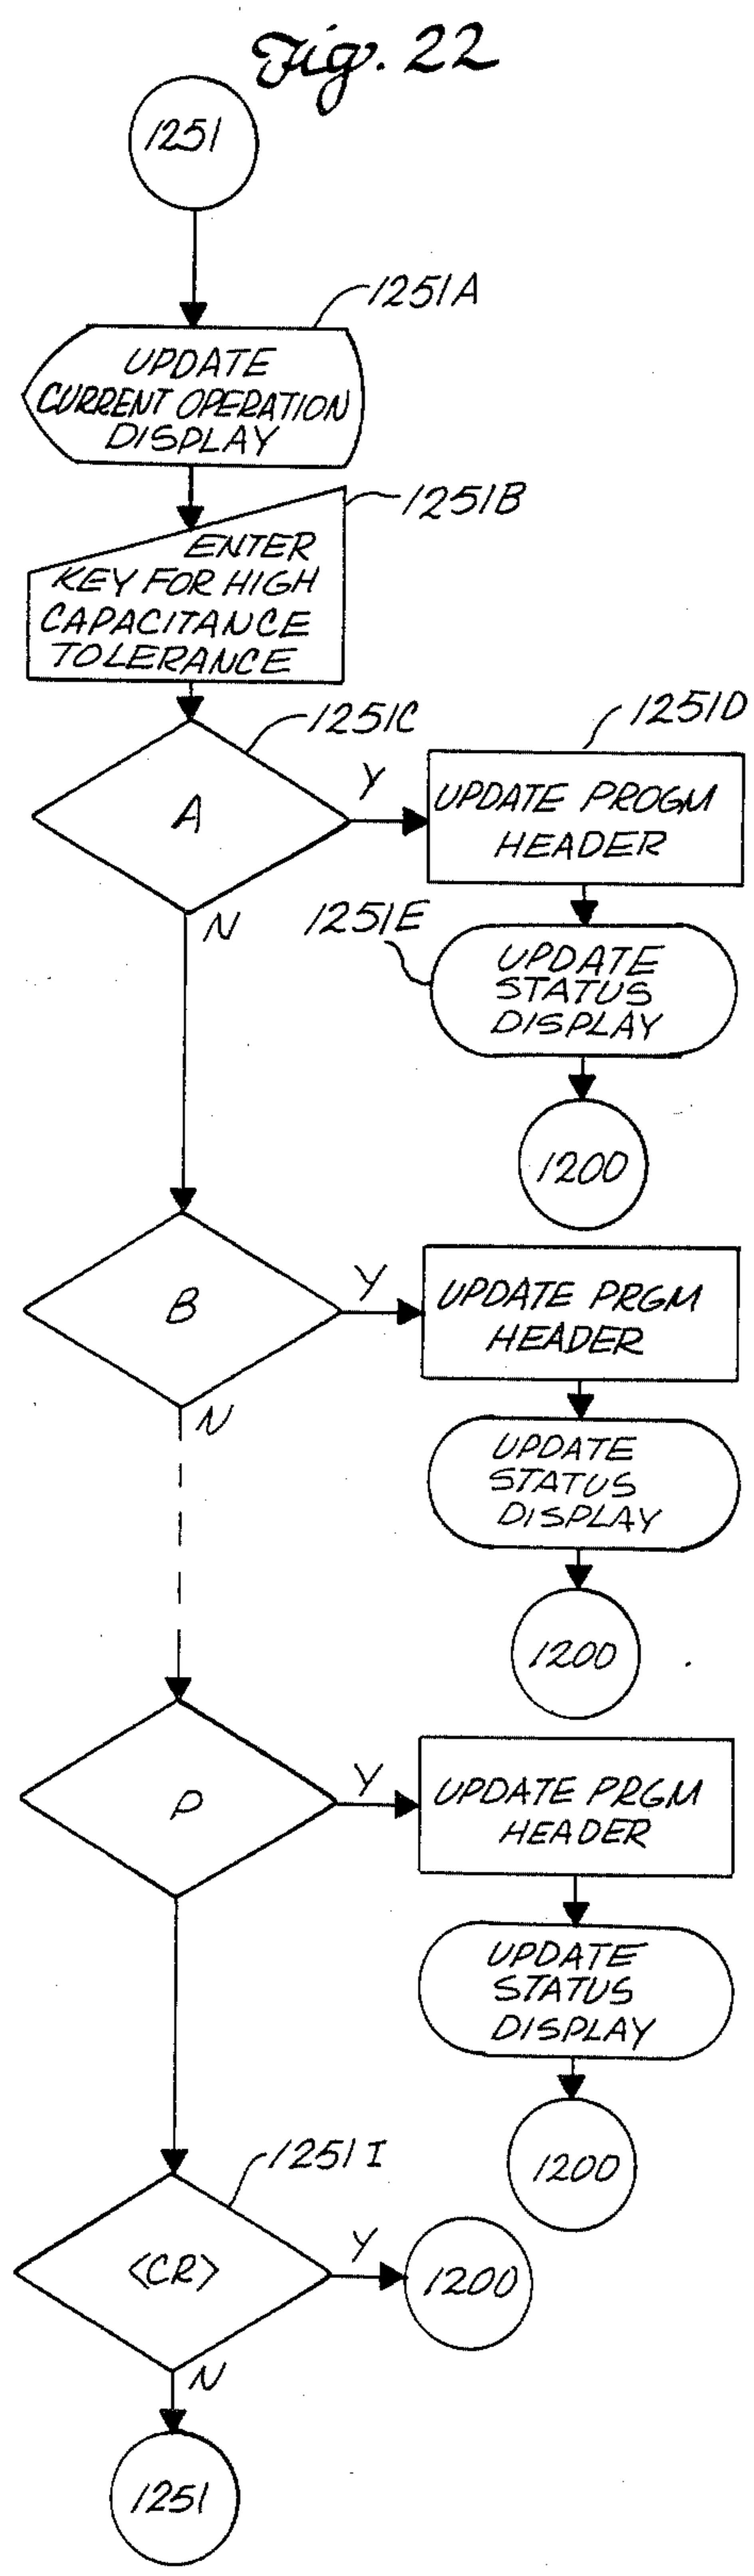 Fig. 22
1251
1251A
UPDATE
CURRENT OPERATION
DISPLAY
1251B
ENTER
KEY FOR HIGH
CAPACITANCE
TOLERANCE
1251C
A
Y
N
1251D
UPDATE PROGM
HEADER
1251E
UPDATE
STATUS
DISPLAY
1200
B
Y
N
UPDATE PRGM
HEADER
UPDATE
STATUS
DISPLAY
1200
P
Y
UPDATE PRGM
HEADER
UPDATE
STATUS
DISPLAY
1200
1251I
<CR>
Y
1200
N
1251